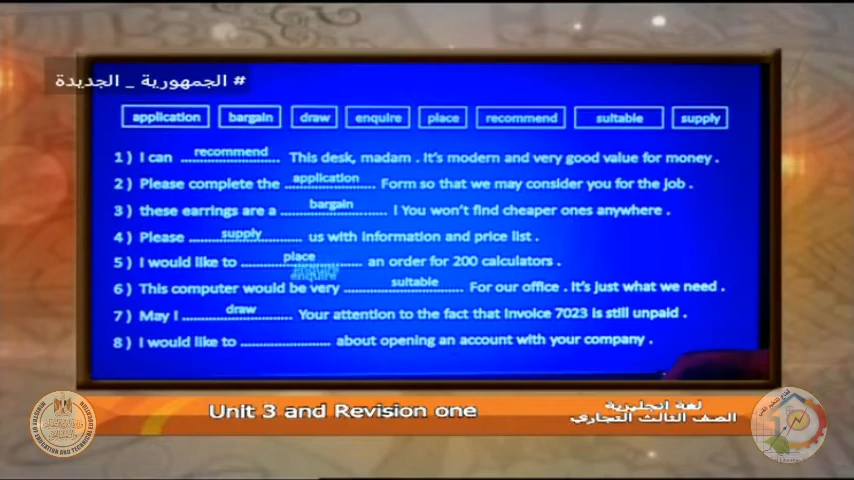 # الجمهورية _ الجديدة
application bargain draw enquire place recommend suitable supply
1 ) I can ...recommend... This desk, madam . It's modern and very good value for money .
2 ) Please complete the ...application... Form so that we may consider you for the job .
3 ) these earrings are a ...bargain... ! You won't find cheaper ones anywhere .
4 ) Please ...supply... us with information and price list .
5 ) I would like to ...place... an order for 200 calculators .
enquire
6 ) This computer would be very ...suitable... For our office . It's just what we need .
7 ) May I ...draw... Your attention to the fact that invoice 7023 is still unpaid .
8 ) I would like to ................... about opening an account with your company .
Unit 3 and Revision one
لغة انجليزية
الصف الثالث التجاري